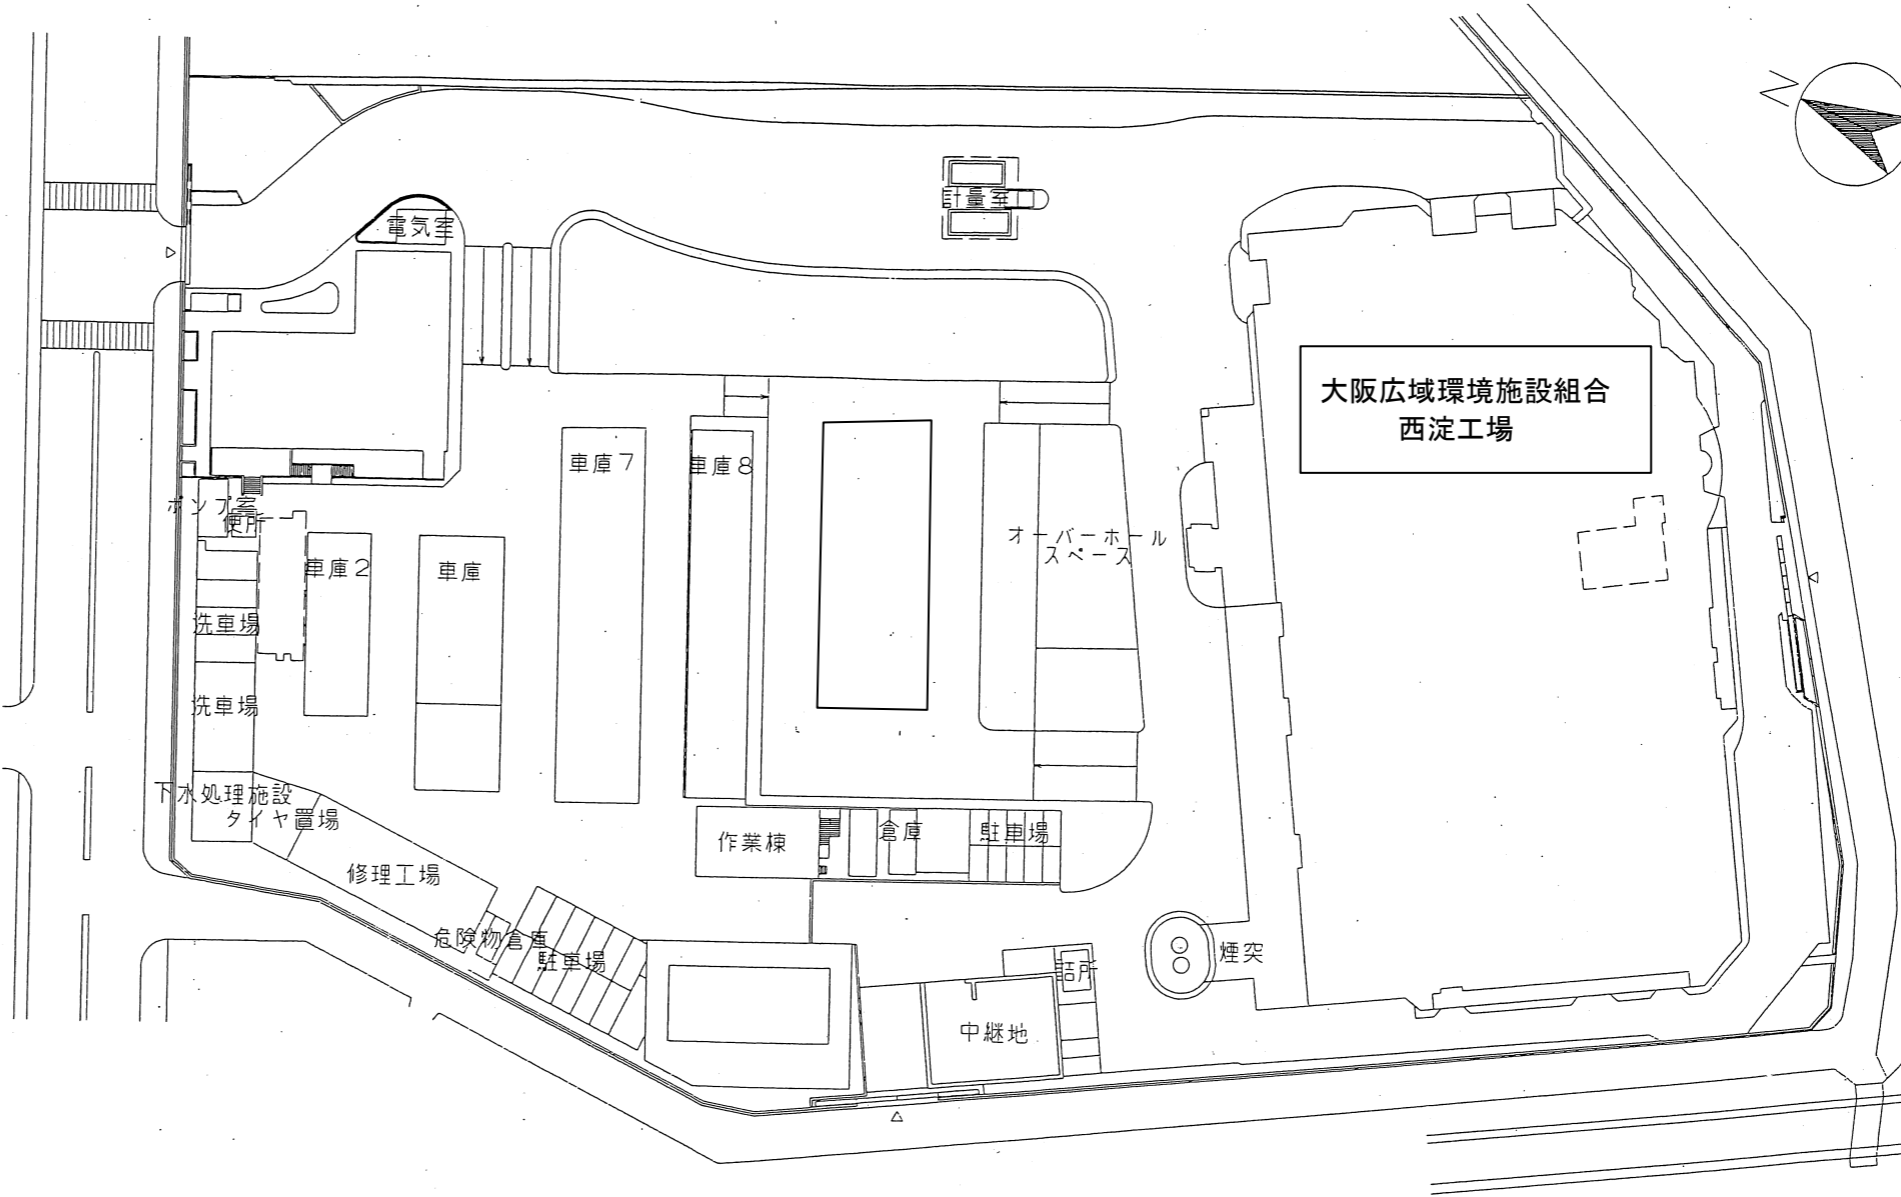 N
計量室
電気室
大阪広域環境施設組合
西淀工場
車庫7
車庫8
ポンプ室
便所
オーバーホール
スペース
車庫2
車庫
洗車場
洗車場
下水処理施設
タイヤ置場
作業棟
倉庫
駐車場
修理工場
危険物倉庫
駐車場
煙突
詰所
中継地